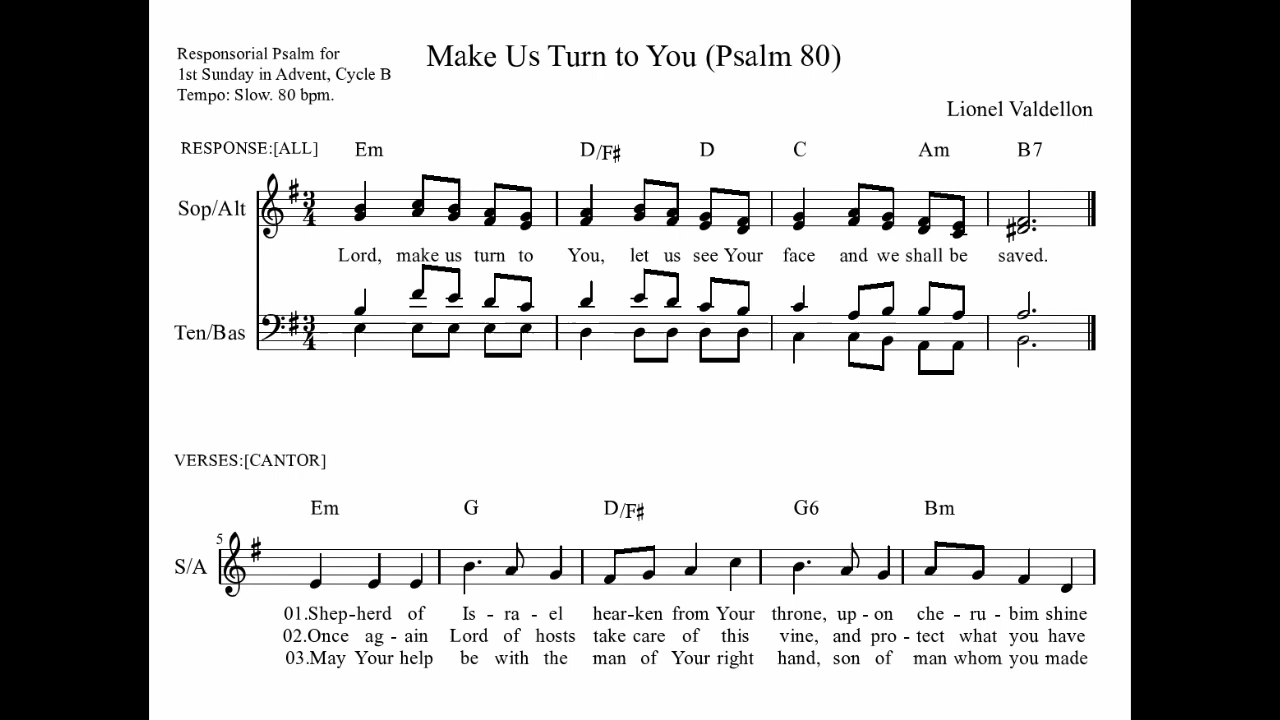 Responsorial Psalm for
1st Sunday in Advent, Cycle B
Tempo: Slow. 80 bpm.
Make Us Turn to You (Psalm 80)
Lionel Valdellon
RESPONSE:[ALL] Em D/F♯ D C Am B7
Sop/Alt 3 4
Lord, make us turn to You, let us see Your face and we shall be saved.
Ten/Bas 3 4
VERSES:[CANTOR]
Em G D/F♯ G6 Bm
5
S/A
01.Shep-herd of Is - ra - el hear-ken from Your throne, up - on che - ru - bim shine
02.Once ag - ain Lord of hosts take care of this vine, and pro - tect what you have
03.May Your help be with the man of Your right hand, son of man whom you made